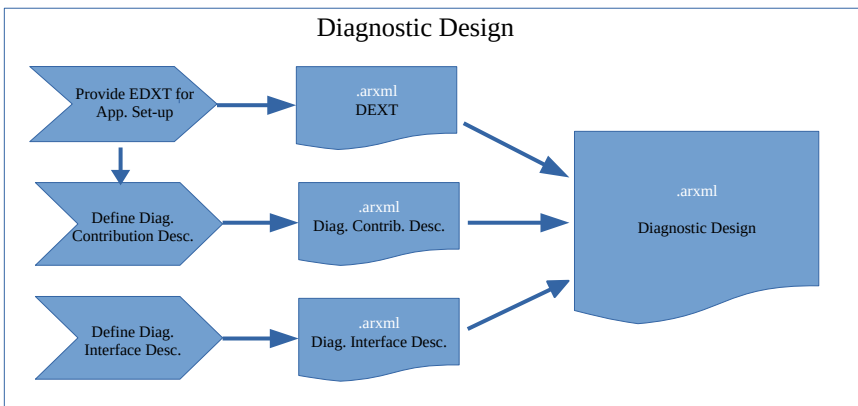 Diagnostic Design
Provide EDXT for
App. Set-up
.arxml
DEXT
.arxml
Diagnostic Design
Define Diag.
Contribution Desc.
.arxml
Diag. Contrib. Desc.
Define Diag.
Interface Desc.
.arxml
Diag. Interface Desc.